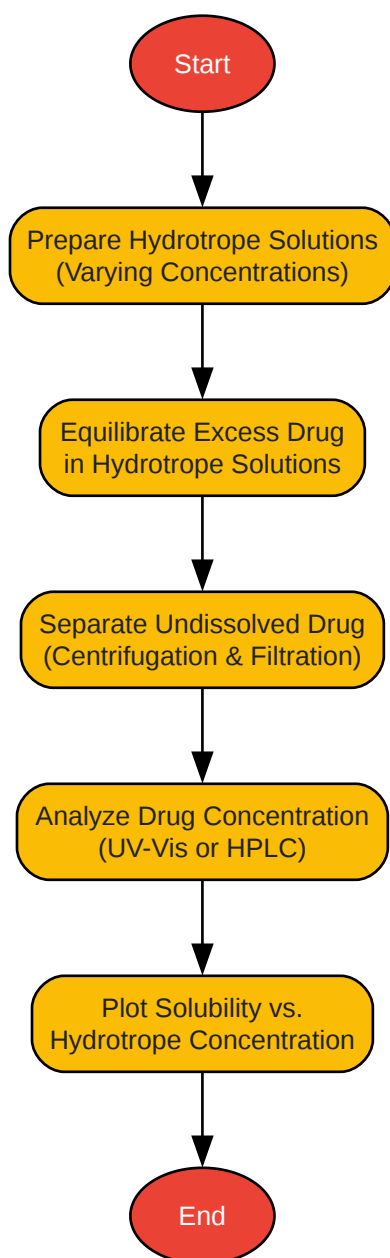 Start
Prepare Hydrotrope Solutions
(Varying Concentrations)
Equilibrate Excess Drug
in Hydrotrope Solutions
Separate Undissolved Drug
(Centrifugation & Filtration)
Analyze Drug Concentration
(UV-Vis or HPLC)
Plot Solubility vs.
Hydrotrope Concentration
End